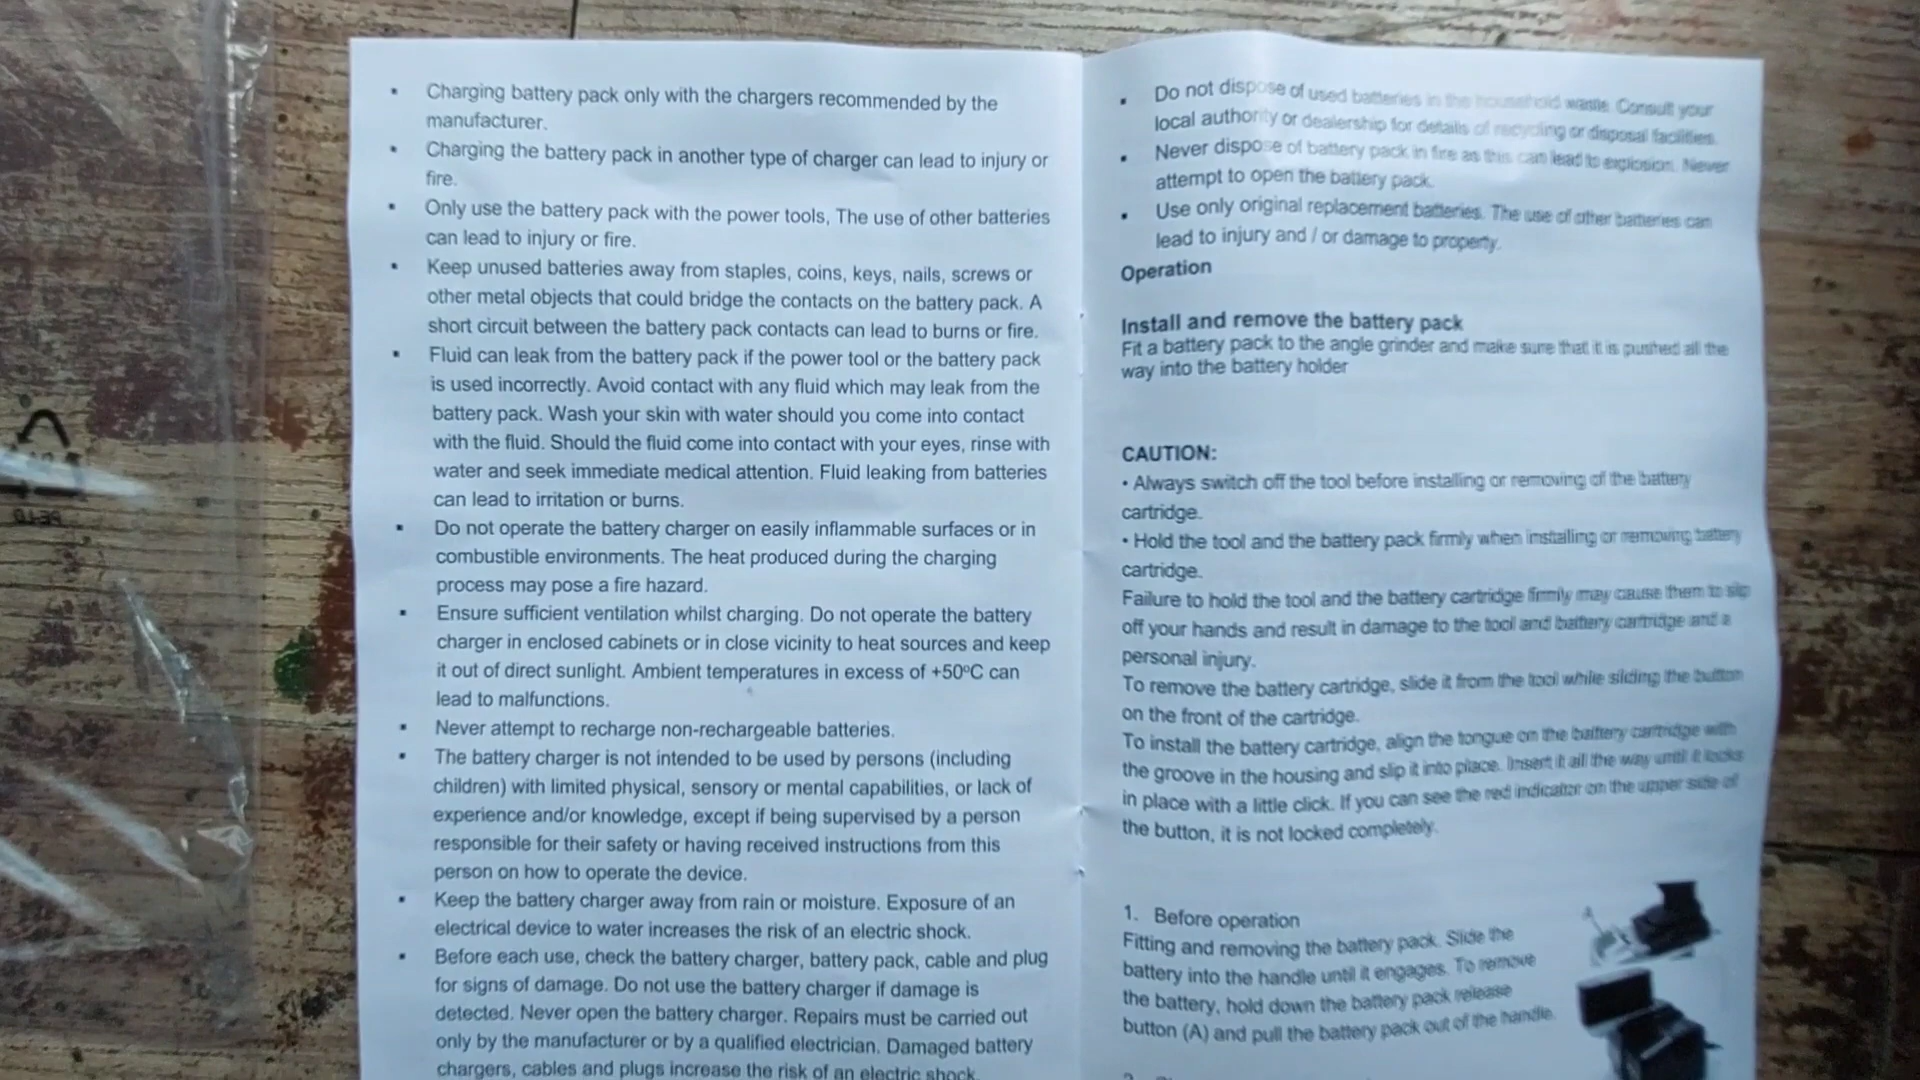 ▪ Charging battery pack only with the chargers recommended by the
manufacturer.
▪ Charging the battery pack in another type of charger can lead to injury or
fire.
▪ Only use the battery pack with the power tools, The use of other batteries
can lead to injury or fire.
▪ Keep unused batteries away from staples, coins, keys, nails, screws or
other metal objects that could bridge the contacts on the battery pack. A
short circuit between the battery pack contacts can lead to burns or fire.
▪ Fluid can leak from the battery pack if the power tool or the battery pack
is used incorrectly. Avoid contact with any fluid which may leak from the
battery pack. Wash your skin with water should you come into contact
with the fluid. Should the fluid come into contact with your eyes, rinse with
water and seek immediate medical attention. Fluid leaking from batteries
can lead to irritation or burns.
▪ Do not operate the battery charger on easily inflammable surfaces or in
combustible environments. The heat produced during the charging
process may pose a fire hazard.
▪ Ensure sufficient ventilation whilst charging. Do not operate the battery
charger in enclosed cabinets or in close vicinity to heat sources and keep
it out of direct sunlight. Ambient temperatures in excess of +50ºC can
lead to malfunctions.
▪ Never attempt to recharge non-rechargeable batteries.
▪ The battery charger is not intended to be used by persons (including
children) with limited physical, sensory or mental capabilities, or lack of
experience and/or knowledge, except if being supervised by a person
responsible for their safety or having received instructions from this
person on how to operate the device.
▪ Keep the battery charger away from rain or moisture. Exposure of an
electrical device to water increases the risk of an electric shock.
▪ Before each use, check the battery charger, battery pack, cable and plug
for signs of damage. Do not use the battery charger if damage is
detected. Never open the battery charger. Repairs must be carried out
only by the manufacturer or by a qualified electrician. Damaged battery
chargers, cables and plugs increase the risk of an electric shock.
▪ Do not dispose of used batteries in the household waste. Consult your
local authority or dealership for details of recycling or disposal facilities.
▪ Never dispose of battery pack in fire as this can lead to explosion. Never
attempt to open the battery pack.
▪ Use only original replacement batteries. The use of other batteries can
lead to injury and / or damage to property.
Operation
Install and remove the battery pack
Fit a battery pack to the angle grinder and make sure that it is pushed all the
way into the battery holder
CAUTION:
• Always switch off the tool before installing or removing of the battery
cartridge.
• Hold the tool and the battery pack firmly when installing or removing battery
cartridge.
Failure to hold the tool and the battery cartridge firmly may cause them to slip
off your hands and result in damage to the tool and battery cartridge and a
personal injury.
To remove the battery cartridge, slide it from the tool while sliding the button
on the front of the cartridge.
To install the battery cartridge, align the tongue on the battery cartridge with
the groove in the housing and slip it into place. Insert it all the way until it locks
in place with a little click. If you can see the red indicator on the upper side of
the button, it is not locked completely.
1. Before operation
Fitting and removing the battery pack. Slide the
battery into the handle until it engages. To remove
the battery, hold down the battery pack release
button (A) and pull the battery pack out of the handle.
A